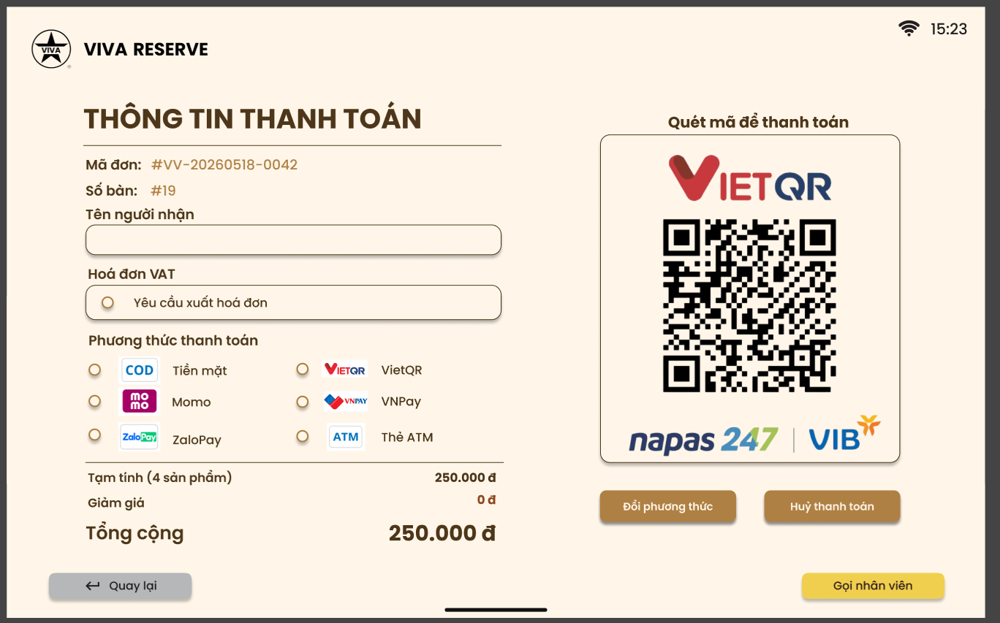 VIVA
VIVA RESERVE
15:23
THÔNG TIN THANH TOÁN
Mã đơn: #VV-20260518-0042
Số bàn: #19
Tên người nhận
Hoá đơn VAT
Yêu cầu xuất hoá đơn
Phương thức thanh toán
COD Tiền mặt
VIETQR VietQR
mo mo Momo
VNPAY VNPay
ZaloPay ZaloPay
ATM Thẻ ATM
Tạm tính (4 sản phẩm) 250.000 đ
Giảm giá 0 đ
Tổng cộng 250.000 đ
Quét mã để thanh toán
VIETQR
napas 247 | VIB
Đổi phương thức
Huỷ thanh toán
Quay lại
Gọi nhân viên